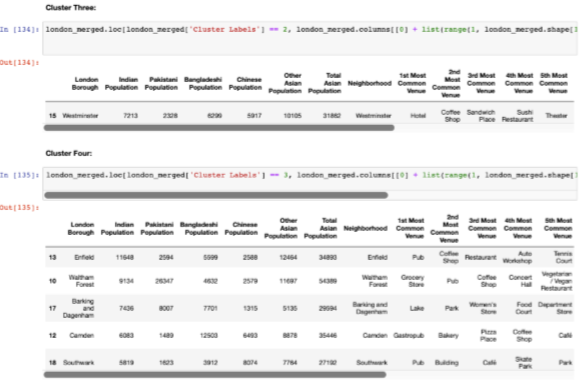 Cluster Three:
In [134]: london_merged.loc[london_merged['Cluster Labels'] == 2, london_merged.columns[[0] + list(range(1, london_merged.shape[
Out[134]:
London Borough Indian Population Pakistani Population Bangladeshi Population Chinese Population Other Asian Population Total Asian Population Neighborhood 1st Most Common Venue 2nd Most Common Venue 3rd Most Common Venue 4th Most Common Venue 5th Most Common Venue
15 Westminster 7213 2328 6299 5917 10105 31862 Westminster Hotel Coffee Shop Sandwich Place Sushi Restaurant Theater
Cluster Four:
In [135]: london_merged.loc[london_merged['Cluster Labels'] == 3, london_merged.columns[[0] + list(range(1, london_merged.shape[
Out[135]:
London Borough Indian Population Pakistani Population Bangladeshi Population Chinese Population Other Asian Population Total Asian Population Neighborhood 1st Most Common Venue 2nd Most Common Venue 3rd Most Common Venue 4th Most Common Venue 5th Most Common Venue
13 Enfield 11648 2594 5599 2588 12464 34893 Enfield Pub Coffee Shop Restaurant Auto Workshop Tennis Court
10 Waltham Forest 9134 26347 4632 2579 11697 54389 Waltham Forest Grocery Store Pub Coffee Shop Concert Hall Vegetarian / Vegan Restaurant
17 Barking and Dagenham 7436 8007 7701 1315 5135 29594 Barking and Dagenham Lake Park Women's Store Food Court Department Store
12 Camden 6083 1489 12503 6493 8878 35446 Camden Gastropub Bakery Pizza Place Coffee Shop Café
18 Southwark 5819 1623 3912 8074 7764 27192 Southwark Pub Building Café Skate Park Park